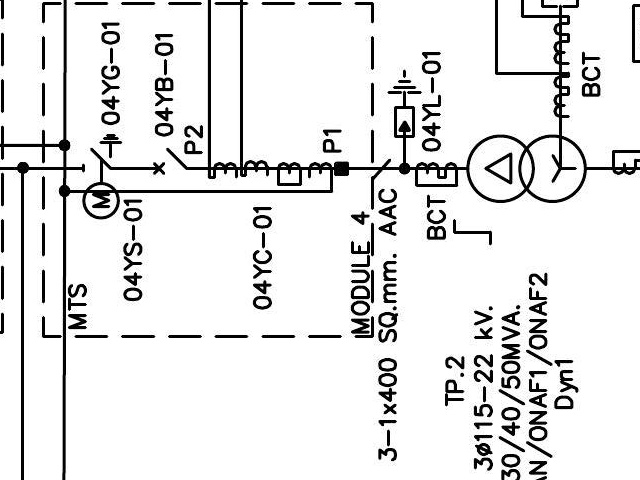 04YG-01
04YB-01
P2
P1
04YL-01
BCT
M
04YS-01
04YC-01
MTS
MODULE 4
3-1x400 SQ.mm. AAC
BCT
TP.2
3ø115-22 kV.
30/40/50MVA.
AN/ONAF1/ONAF2
Dyn1